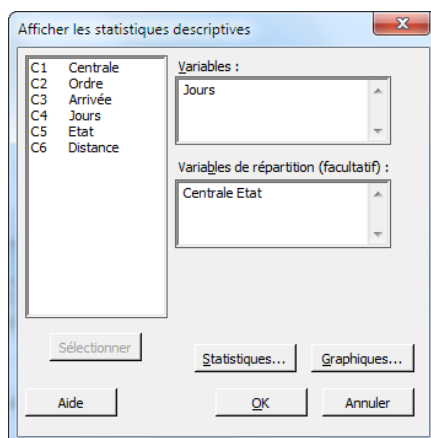 Afficher les statistiques descriptives
C1 Centrale
C2 Ordre
C3 Arrivée
C4 Jours
C5 Etat
C6 Distance
Variables :
Jours
Variables de répartition (facultatif) :
Centrale Etat
Sélectionner
Statistiques...
Graphiques...
Aide
OK
Annuler